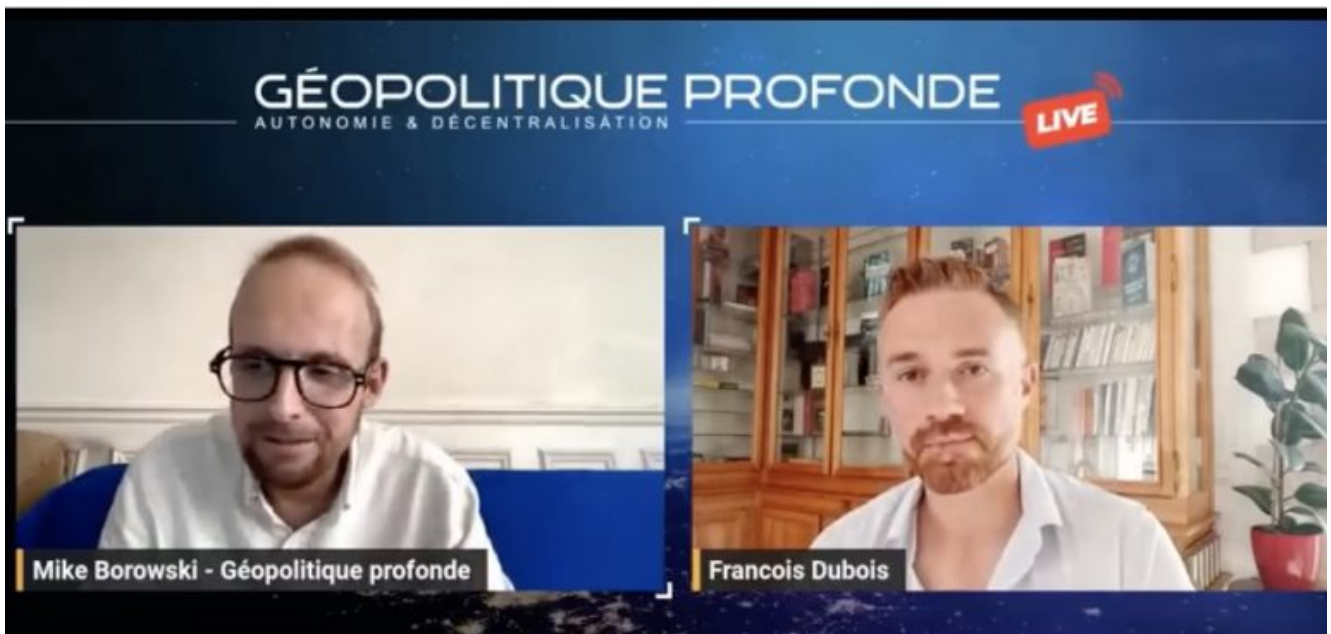 GÉOPOLITIQUE PROFONDE
AUTONOMIE & DÉCENTRALISATION
LIVE
Mike Borowski - Géopolitique profonde
Francois Dubois